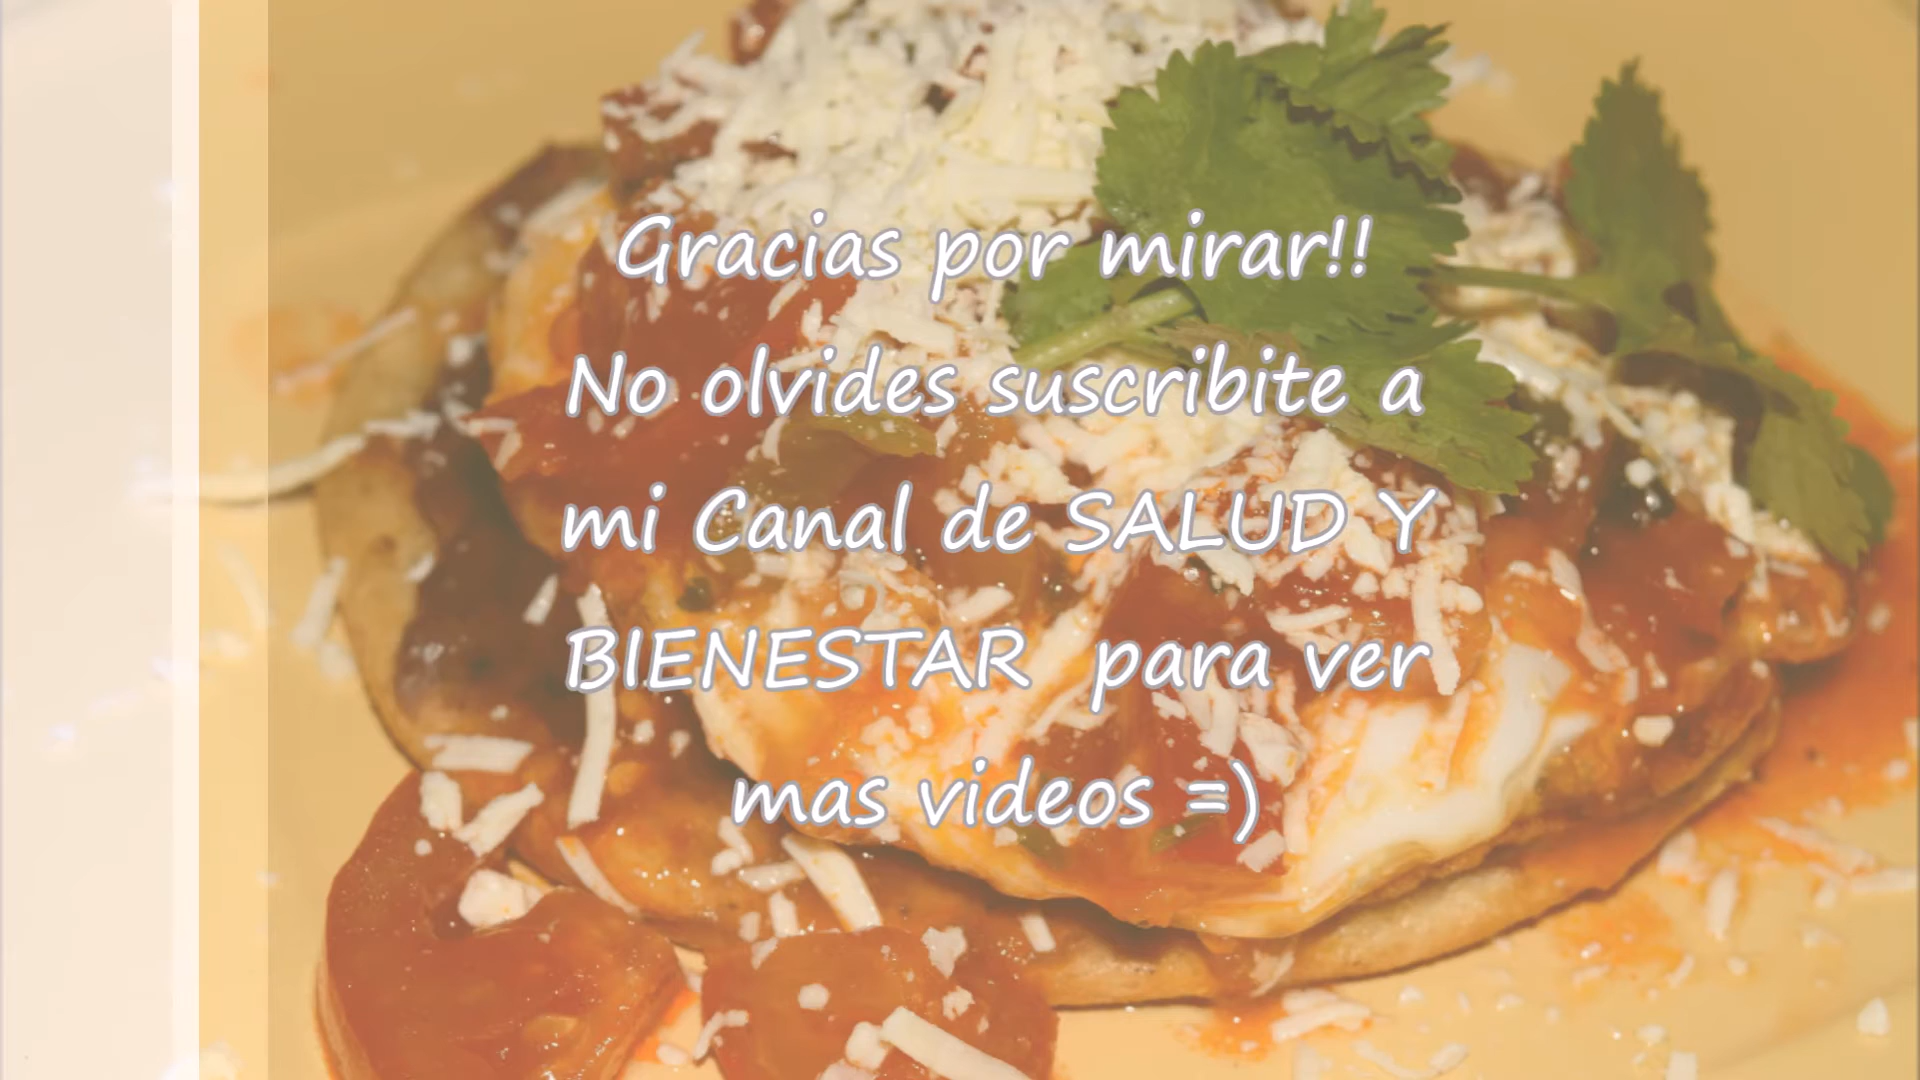 Gracias por mirar!!
No olvides suscribite a
mi Canal de SALUD Y
BIENESTAR  para ver
mas videos =)